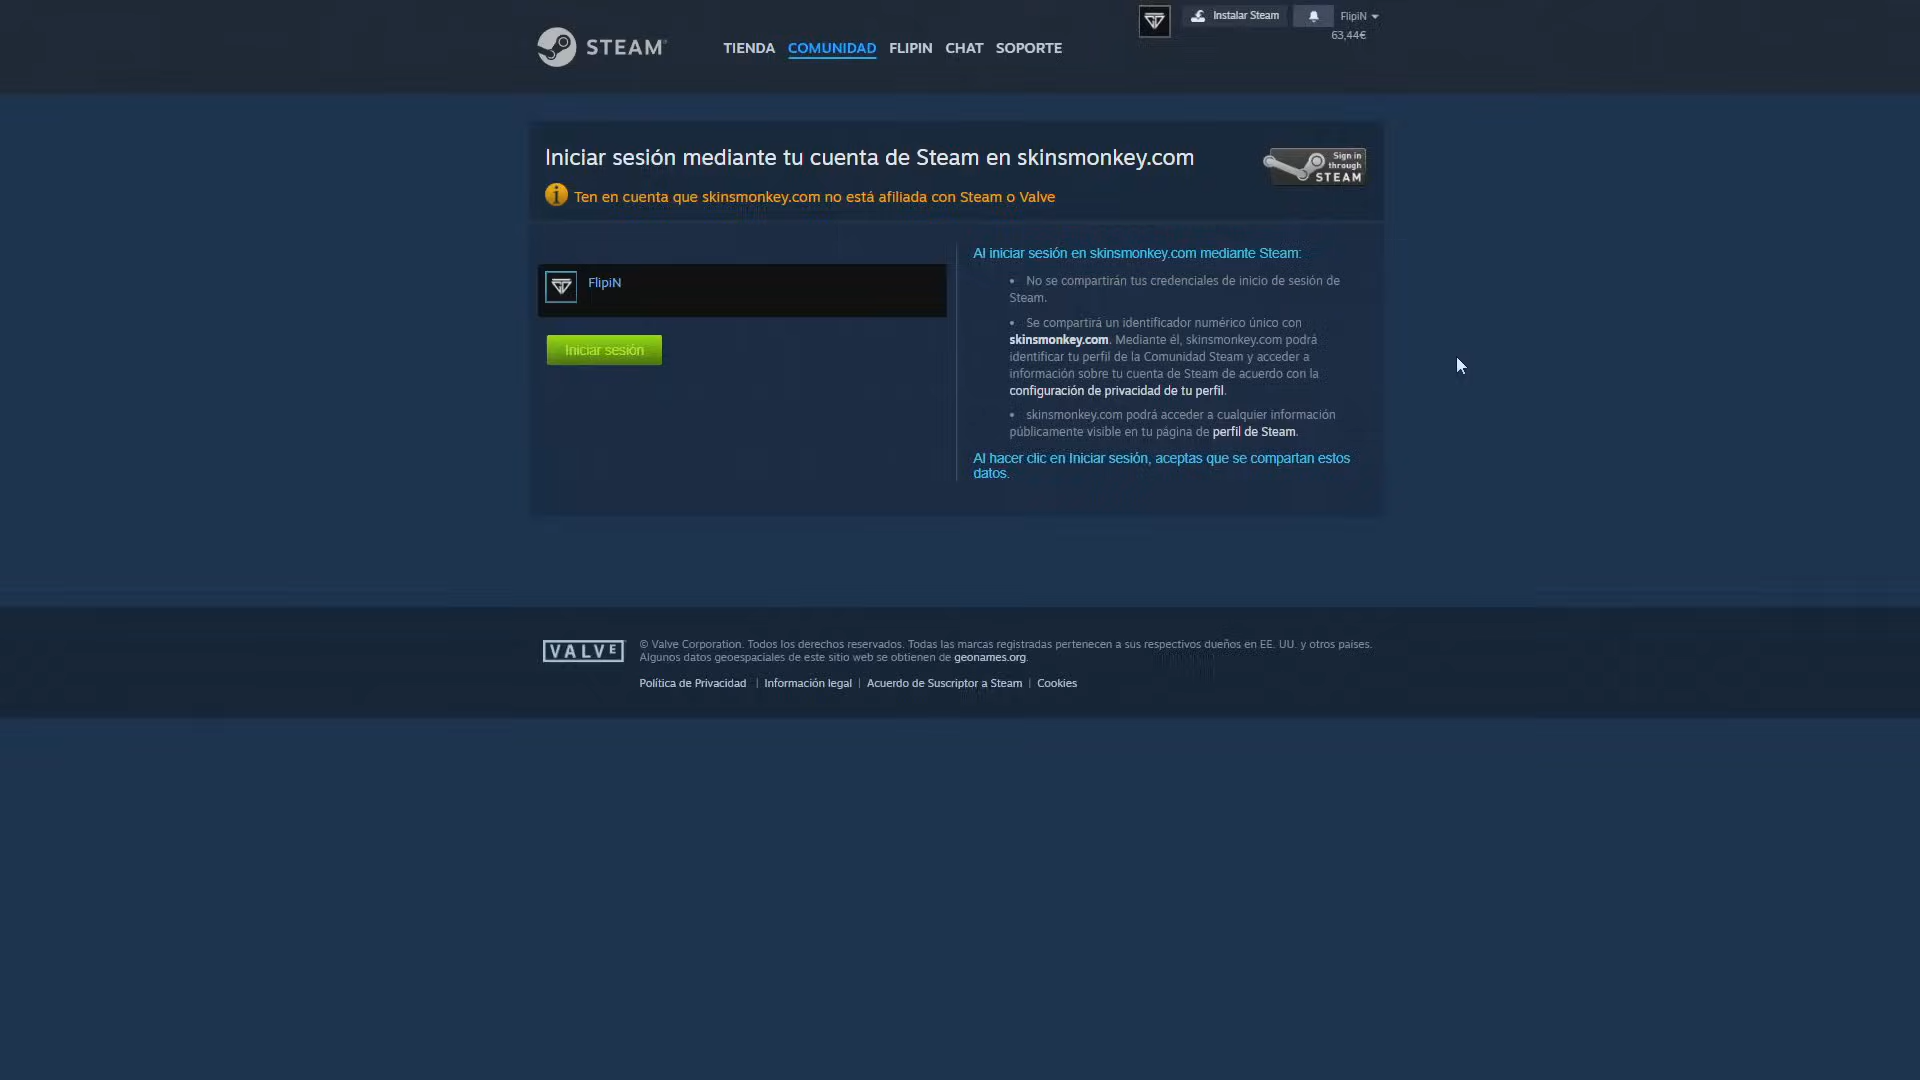 STEAM
TIENDA COMUNIDAD FLIPIN CHAT SOPORTE
Instalar Steam
FlipiN
63,44€
Iniciar sesión mediante tu cuenta de Steam en skinsmonkey.com
Sign in
through
STEAM
Ten en cuenta que skinsmonkey.com no está afiliada con Steam o Valve
FlipiN
Iniciar sesión
Al iniciar sesión en skinsmonkey.com mediante Steam:
• No se compartirán tus credenciales de inicio de sesión de
Steam.
• Se compartirá un identificador numérico único con
skinsmonkey.com. Mediante él, skinsmonkey.com podrá
identificar tu perfil de la Comunidad Steam y acceder a
información sobre tu cuenta de Steam de acuerdo con la
configuración de privacidad de tu perfil.
• skinsmonkey.com podrá acceder a cualquier información
públicamente visible en tu página de perfil de Steam.
Al hacer clic en Iniciar sesión, aceptas que se compartan estos
datos.
VALVE
© Valve Corporation. Todos los derechos reservados. Todas las marcas registradas pertenecen a sus respectivos dueños en EE. UU. y otros países.
Algunos datos geoespaciales de este sitio web se obtienen de geonames.org.
Política de Privacidad | Información legal | Acuerdo de Suscriptor a Steam | Cookies